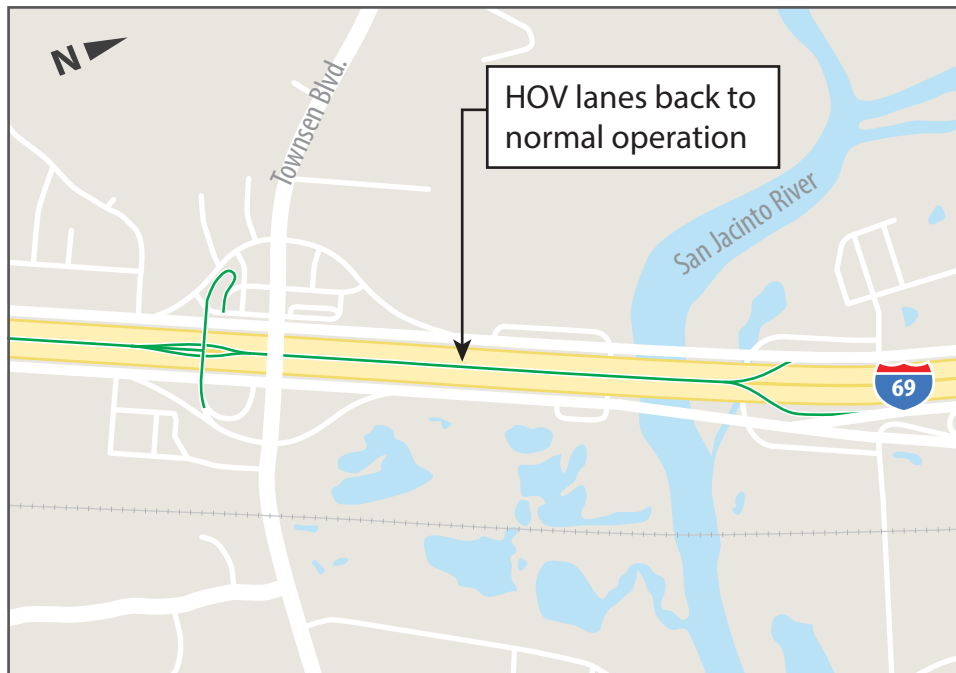 N
Townsen Blvd.
HOV lanes back to
normal operation
San Jacinto River
69